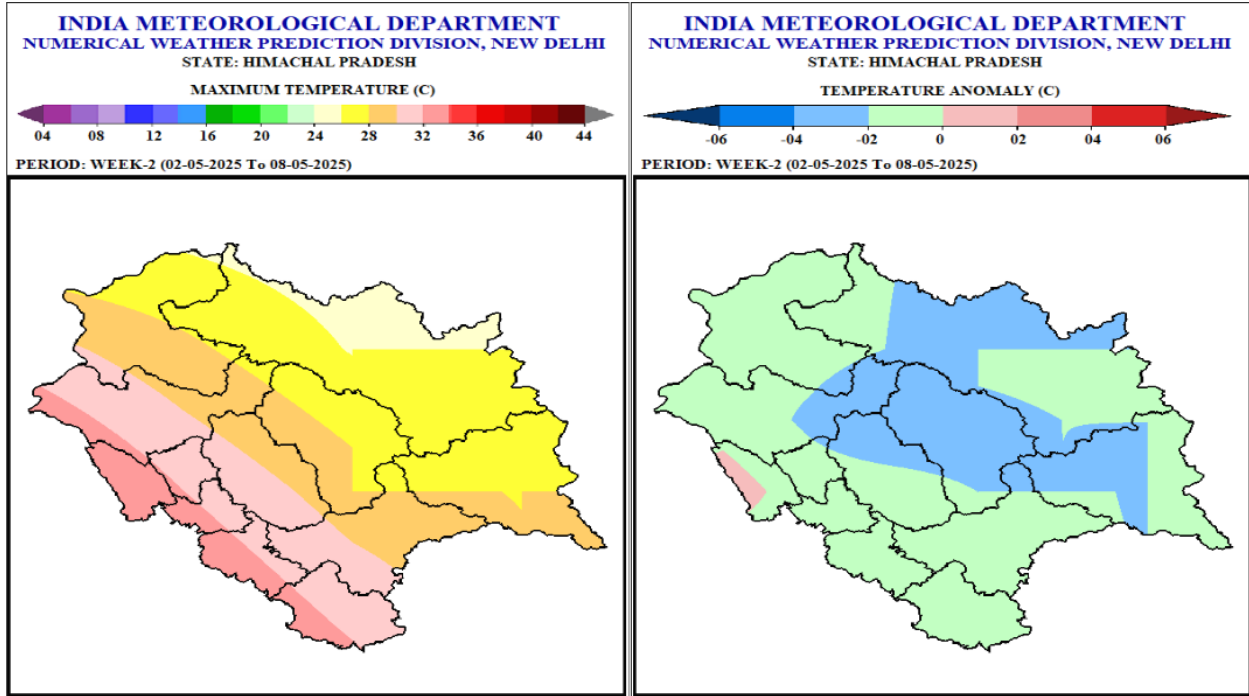 INDIA METEOROLOGICAL DEPARTMENT
NUMERICAL WEATHER PREDICTION DIVISION, NEW DELHI
STATE: HIMACHAL PRADESH
MAXIMUM TEMPERATURE (C)
04 08 12 16 20 24 28 32 36 40 44
PERIOD: WEEK-2 (02-05-2025 To 08-05-2025)
INDIA METEOROLOGICAL DEPARTMENT
NUMERICAL WEATHER PREDICTION DIVISION, NEW DELHI
STATE: HIMACHAL PRADESH
TEMPERATURE ANOMALY (C)
-06 -04 -02 0 02 04 06
PERIOD: WEEK-2 (02-05-2025 To 08-05-2025)